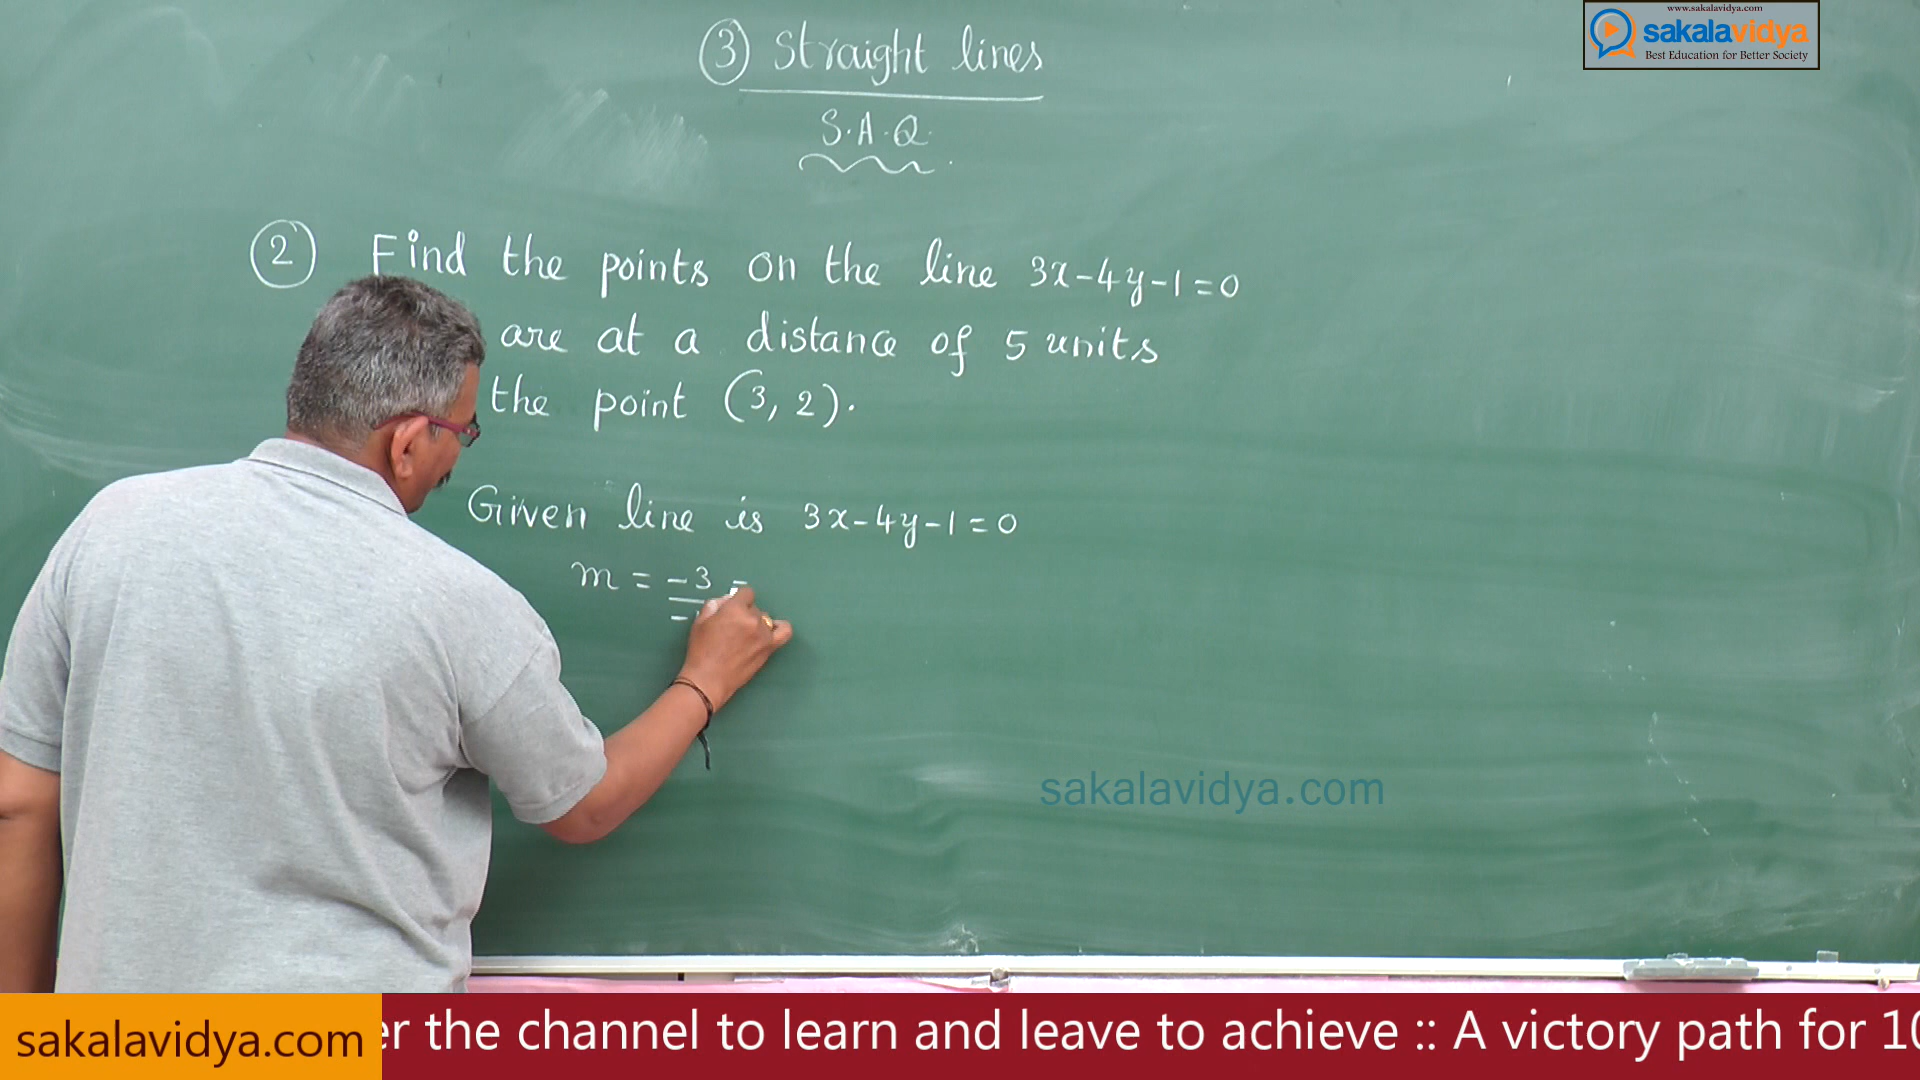 www.sakalavidya.com
sakalavidya
Best Education for Better Society
3 Straight lines
S.A.Q.
2 Find the points on the line 3x-4y-1=0
are at a distance of 5 units
the point (3, 2).
Given line is 3x-4y-1=0
m = -3 =
sakalavidya.com
sakalavidya.com
er the channel to learn and leave to achieve :: A victory path for 10